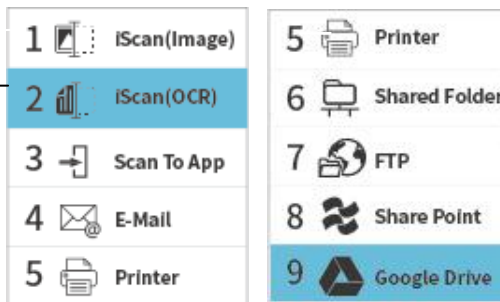 1 iScan(Image)
2 iScan(OCR)
3 Scan To App
4 E-Mail
5 Printer
5 Printer
6 Shared Folder
7 FTP
8 Share Point
9 Google Drive